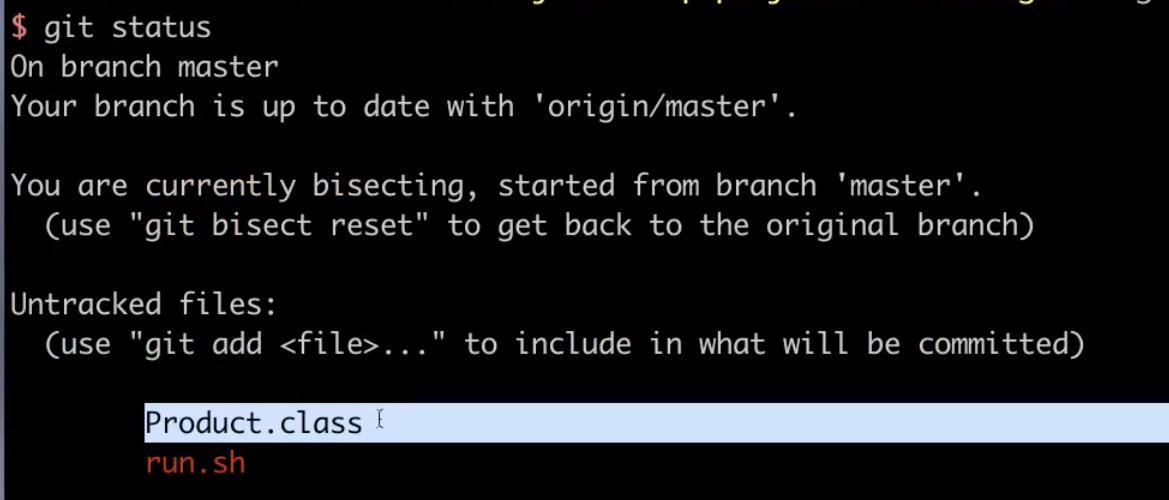 $ git status
On branch master
Your branch is up to date with 'origin/master'.
You are currently bisecting, started from branch 'master'.
(use "git bisect reset" to get back to the original branch)
Untracked files:
(use "git add <file>..." to include in what will be committed)
Product.class
run.sh